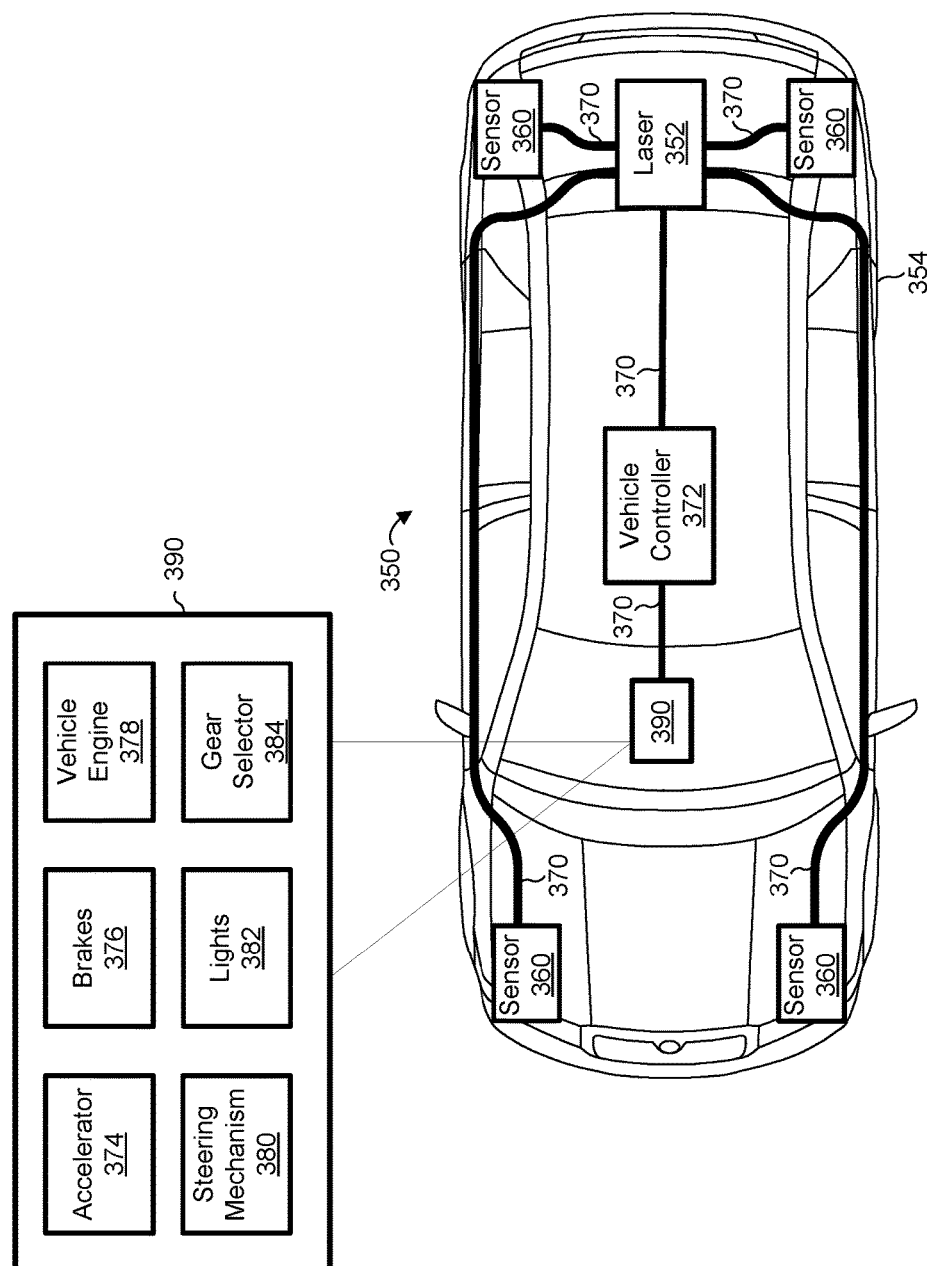 390
Accelerator
374
Brakes
376
Vehicle
Engine
378
Steering
Mechanism
380
Lights
382
Gear
Selector
384
350
Sensor
360
370
390
370
Vehicle
Controller
372
370
Laser
352
370
Sensor
360
Sensor
360
370
370
Sensor
360
354